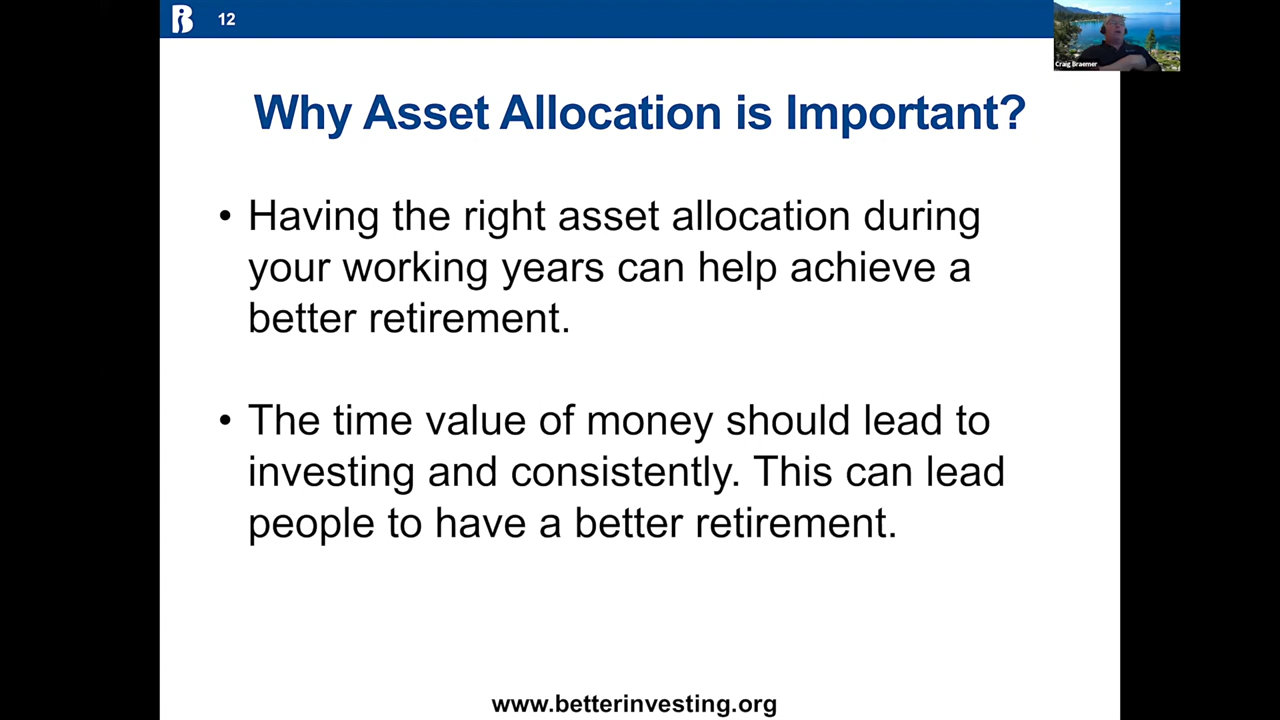 12
Craig Braemer
Why Asset Allocation is Important?
• Having the right asset allocation during
your working years can help achieve a
better retirement.
• The time value of money should lead to
investing and consistently. This can lead
people to have a better retirement.
www.betterinvesting.org